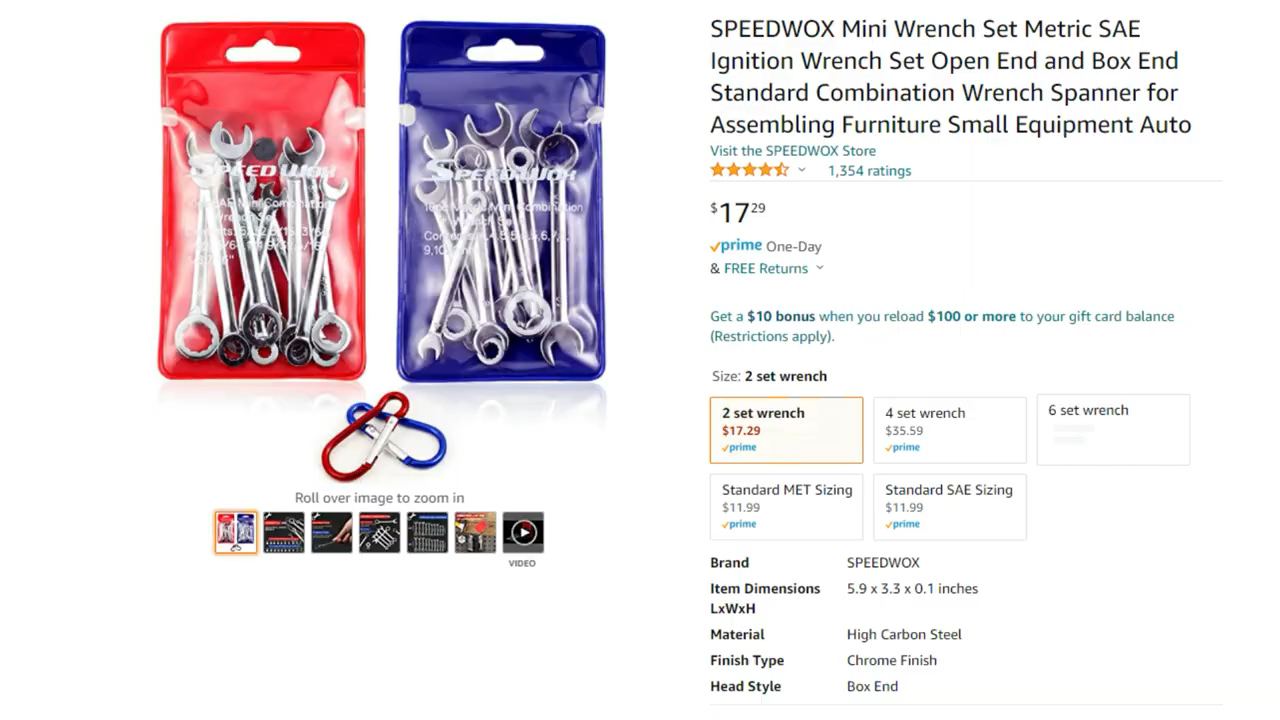 SPEEDWOX
SPEEDWOX
SPEEDWOX Mini Wrench Set Metric SAE
Ignition Wrench Set Open End and Box End
Standard Combination Wrench Spanner for
Assembling Furniture Small Equipment Auto
Visit the SPEEDWOX Store
1,354 ratings
$17 29
prime One-Day
& FREE Returns
Get a $10 bonus when you reload $100 or more to your gift card balance
(Restrictions apply).
Size: 2 set wrench
2 set wrench
$17.29
prime
4 set wrench
$35.59
prime
6 set wrench
Standard MET Sizing
$11.99
prime
Standard SAE Sizing
$11.99
prime
Roll over image to zoom in
VIDEO
Brand SPEEDWOX
Item Dimensions 5.9 x 3.3 x 0.1 inches
LxWxH
Material High Carbon Steel
Finish Type Chrome Finish
Head Style Box End